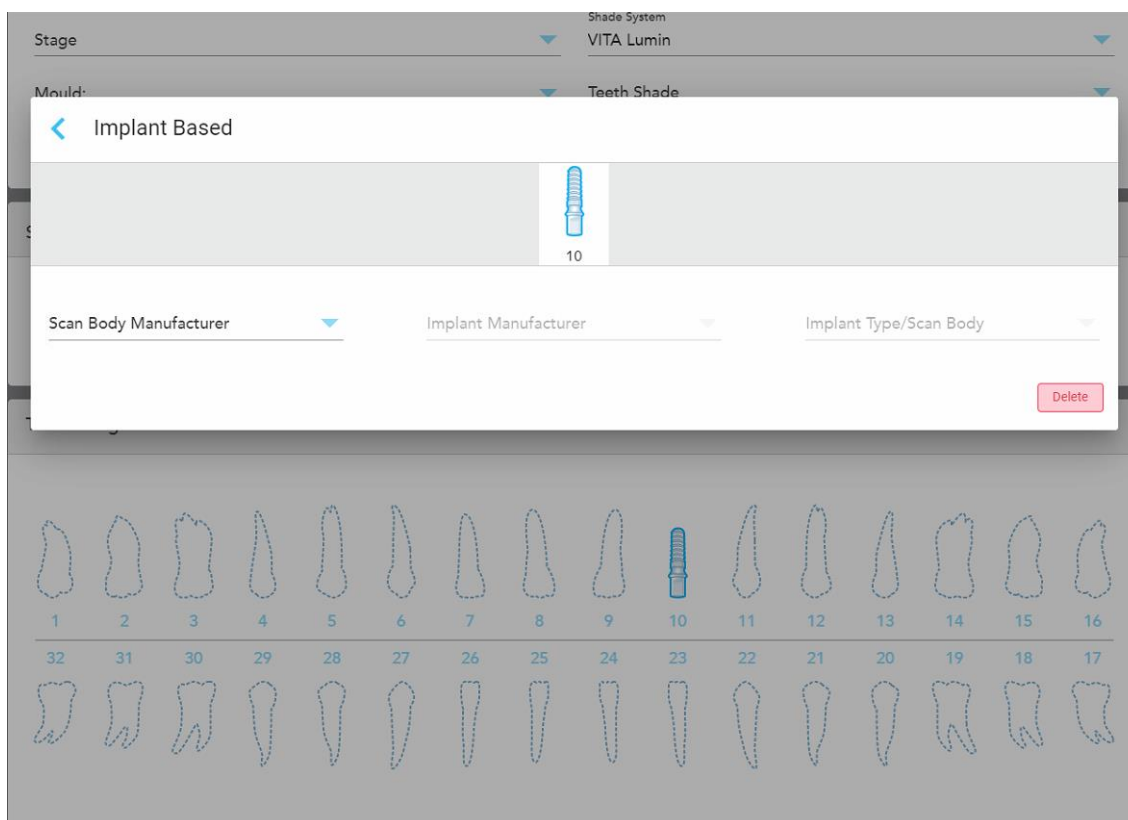 Shade System
Stage
VITA Lumin
Mould:
Teeth Shade
Implant Based
10
Scan Body Manufacturer
Implant Manufacturer
Implant Type/Scan Body
Delete
1 2 3 4 5 6 7 8 9 10 11 12 13 14 15 16
32 31 30 29 28 27 26 25 24 23 22 21 20 19 18 17